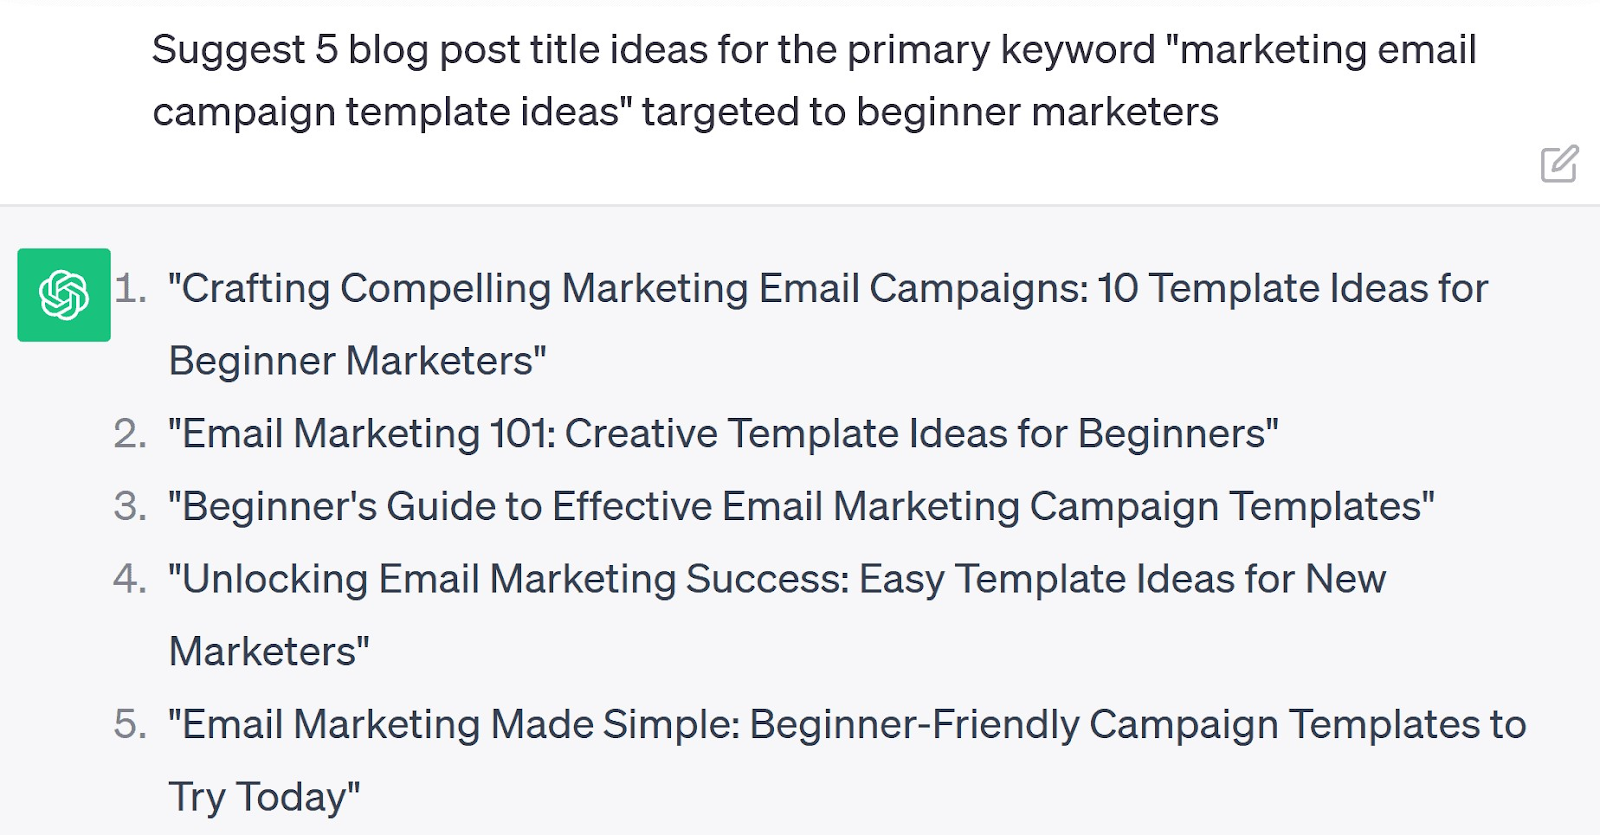 Suggest 5 blog post title ideas for the primary keyword "marketing email
campaign template ideas" targeted to beginner marketers
1. "Crafting Compelling Marketing Email Campaigns: 10 Template Ideas for
Beginner Marketers"
2. "Email Marketing 101: Creative Template Ideas for Beginners"
3. "Beginner's Guide to Effective Email Marketing Campaign Templates"
4. "Unlocking Email Marketing Success: Easy Template Ideas for New
Marketers"
5. "Email Marketing Made Simple: Beginner-Friendly Campaign Templates to
Try Today"